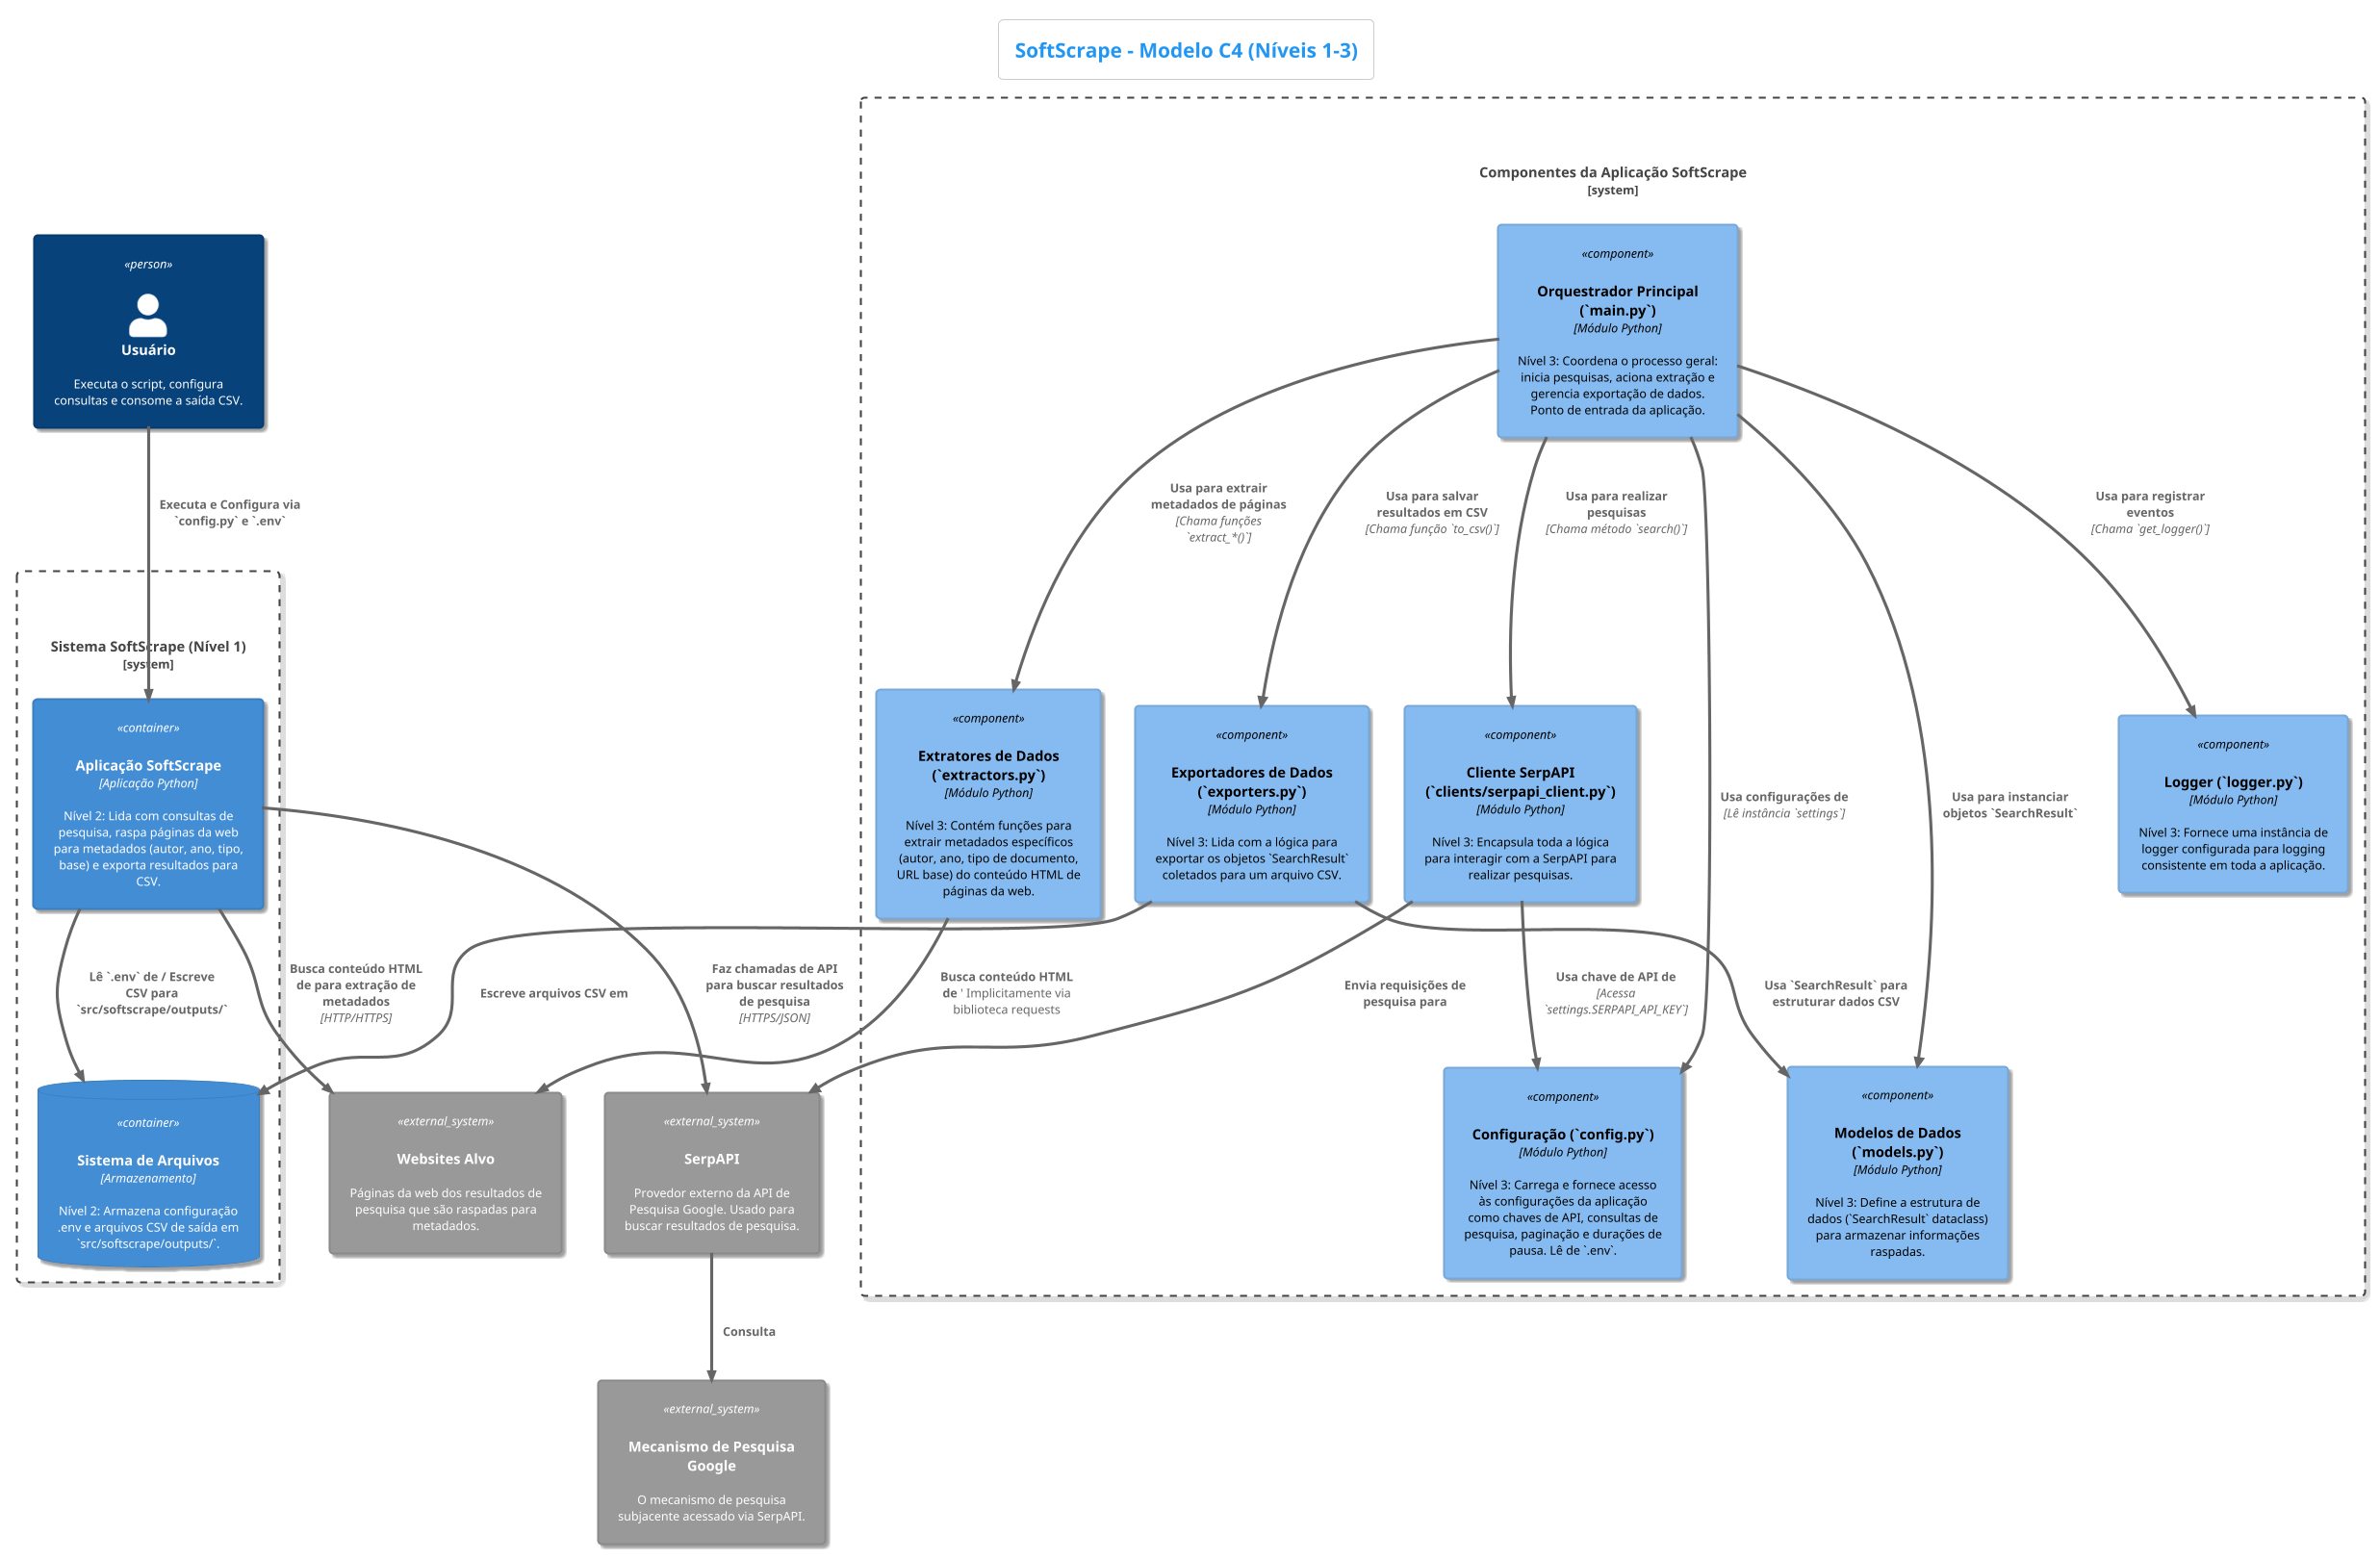 SoftScrape - Modelo C4 (Níveis 1-3)
Componentes da Aplicação SoftScrape
[system]
«component»
Orquestrador Principal
(`main.py`)
[Módulo Python]
Nível 3: Coordena o processo geral:
inicia pesquisas, aciona extração e
gerencia exportação de dados.
Ponto de entrada da aplicação.
«person»
Usuário
Executa o script, configura
consultas e consome a saída CSV.
Executa e Configura via
`config.py` e `.env`
Usa para extrair
metadados de páginas
[Chama funções
`extract_*()`]
Usa para salvar
resultados em CSV
[Chama função `to_csv()`]
Usa para realizar
pesquisas
[Chama método `search()`]
Usa para registrar
eventos
[Chama `get_logger()`]
Sistema SoftScrape (Nível 1)
[system]
«container»
Aplicação SoftScrape
[Aplicação Python]
Nível 2: Lida com consultas de
pesquisa, raspa páginas da web
para metadados (autor, ano, tipo,
base) e exporta resultados para
CSV.
«component»
Extratores de Dados
(`extractors.py`)
[Módulo Python]
Nível 3: Contém funções para
extrair metadados específicos
(autor, ano, tipo de documento,
URL base) do conteúdo HTML de
páginas da web.
«component»
Exportadores de Dados
(`exporters.py`)
[Módulo Python]
Nível 3: Lida com a lógica para
exportar os objetos `SearchResult`
coletados para um arquivo CSV.
«component»
Cliente SerpAPI
(`clients/serpapi_client.py`)
[Módulo Python]
Nível 3: Encapsula toda a lógica
para interagir com a SerpAPI para
realizar pesquisas.
Usa configurações de
[Lê instância `settings`]
Usa para instanciar
objetos `SearchResult`
«component»
Logger (`logger.py`)
[Módulo Python]
Nível 3: Fornece uma instância de
logger configurada para logging
consistente em toda a aplicação.
Lê `.env` de / Escreve
CSV para
`src/softscrape/outputs/`
Busca conteúdo HTML
de para extração de
metadados
[HTTP/HTTPS]
Escreve arquivos CSV em
Faz chamadas de API
para buscar resultados
de pesquisa
[HTTPS/JSON]
Busca conteúdo HTML
de ' Implicitamente via
biblioteca requests
Envia requisições de
pesquisa para
Usa chave de API de
[Acessa
`settings.SERPAPI_API_KEY`]
Usa `SearchResult` para
estruturar dados CSV
«container»
Sistema de Arquivos
[Armazenamento]
Nível 2: Armazena configuração
.env e arquivos CSV de saída em
`src/softscrape/outputs/`.
«external_system»
Websites Alvo
Páginas da web dos resultados de
pesquisa que são raspadas para
metadados.
«external_system»
SerpAPI
Provedor externo da API de
Pesquisa Google. Usado para
buscar resultados de pesquisa.
«component»
Configuração (`config.py`)
[Módulo Python]
Nível 3: Carrega e fornece acesso
às configurações da aplicação
como chaves de API, consultas de
pesquisa, paginação e durações de
pausa. Lê de `.env`.
«component»
Modelos de Dados
(`models.py`)
[Módulo Python]
Nível 3: Define a estrutura de
dados (`SearchResult` dataclass)
para armazenar informações
raspadas.
Consulta
«external_system»
Mecanismo de Pesquisa
Google
O mecanismo de pesquisa
subjacente acessado via SerpAPI.